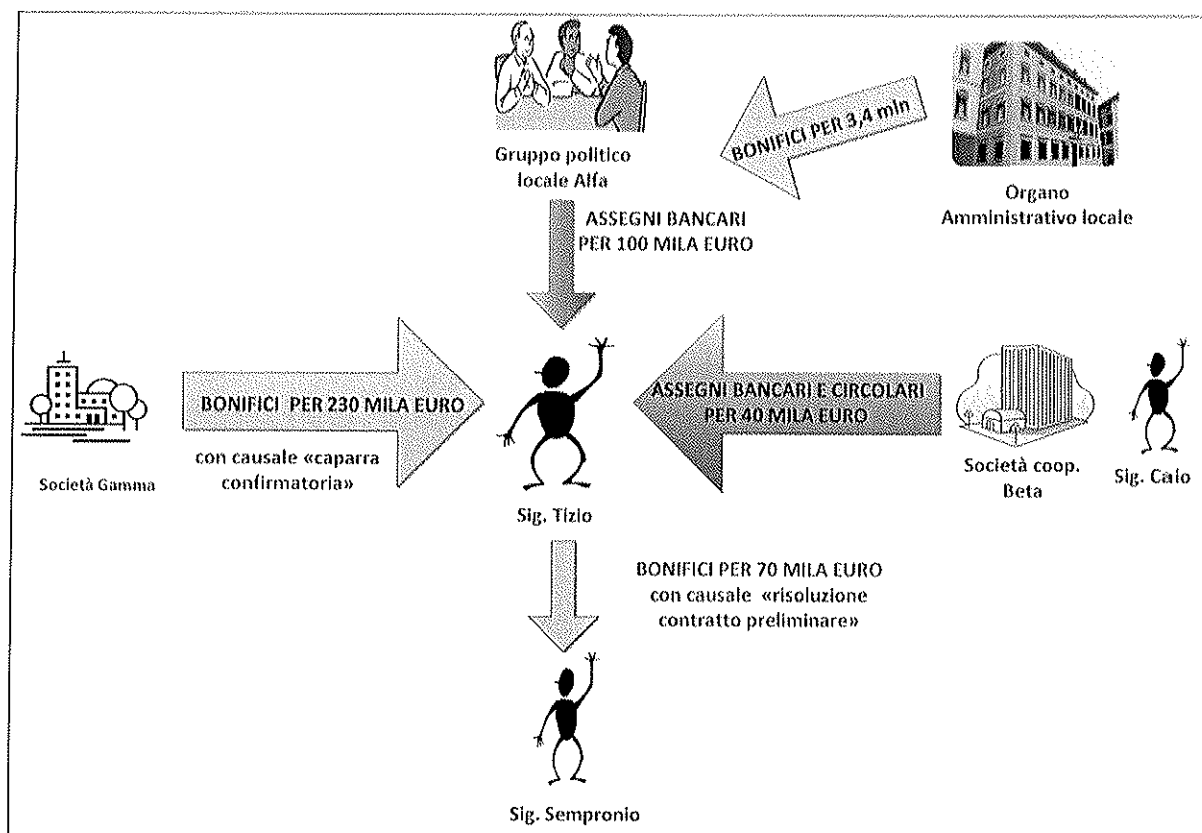 BONIFICI PER 3,4 mln
Gruppo politico
locale Alfa
Organo
Amministrativo locale
ASSEGNI BANCARI
PER 100 MILA EURO
BONIFICI PER 230 MILA EURO
con causale «caparra
confirmatoria»
Società Gamma
Sig. Tizio
ASSEGNI BANCARI E CIRCOLARI
PER 40 MILA EURO
Società coop.
Beta
Sig. Caio
BONIFICI PER 70 MILA EURO
con causale «risoluzione
contratto preliminare»
Sig. Sempronio